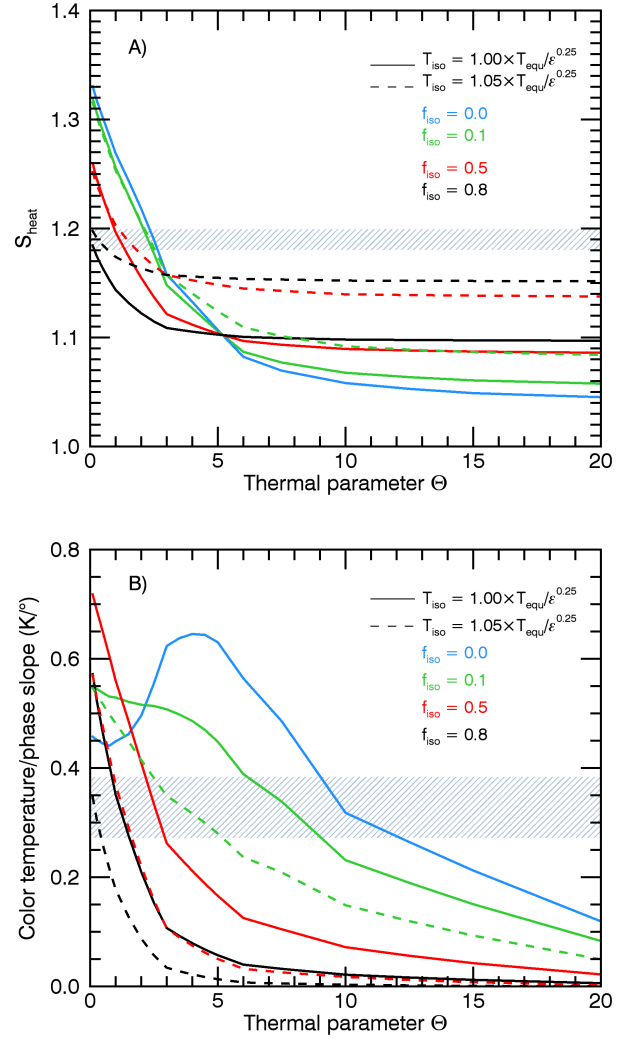 A)
T_iso = 1.00×T_equ/ε^0.25
T_iso = 1.05×T_equ/ε^0.25
f_iso = 0.0
f_iso = 0.1
f_iso = 0.5
f_iso = 0.8
1.4
1.3
1.2
1.1
1.0
S_heat
0 5 10 15 20
Thermal parameter Θ
B)
T_iso = 1.00×T_equ/ε^0.25
T_iso = 1.05×T_equ/ε^0.25
f_iso = 0.0
f_iso = 0.1
f_iso = 0.5
f_iso = 0.8
0.8
0.6
0.4
0.2
0.0
Color temperature/phase slope (K/°)
0 5 10 15 20
Thermal parameter Θ